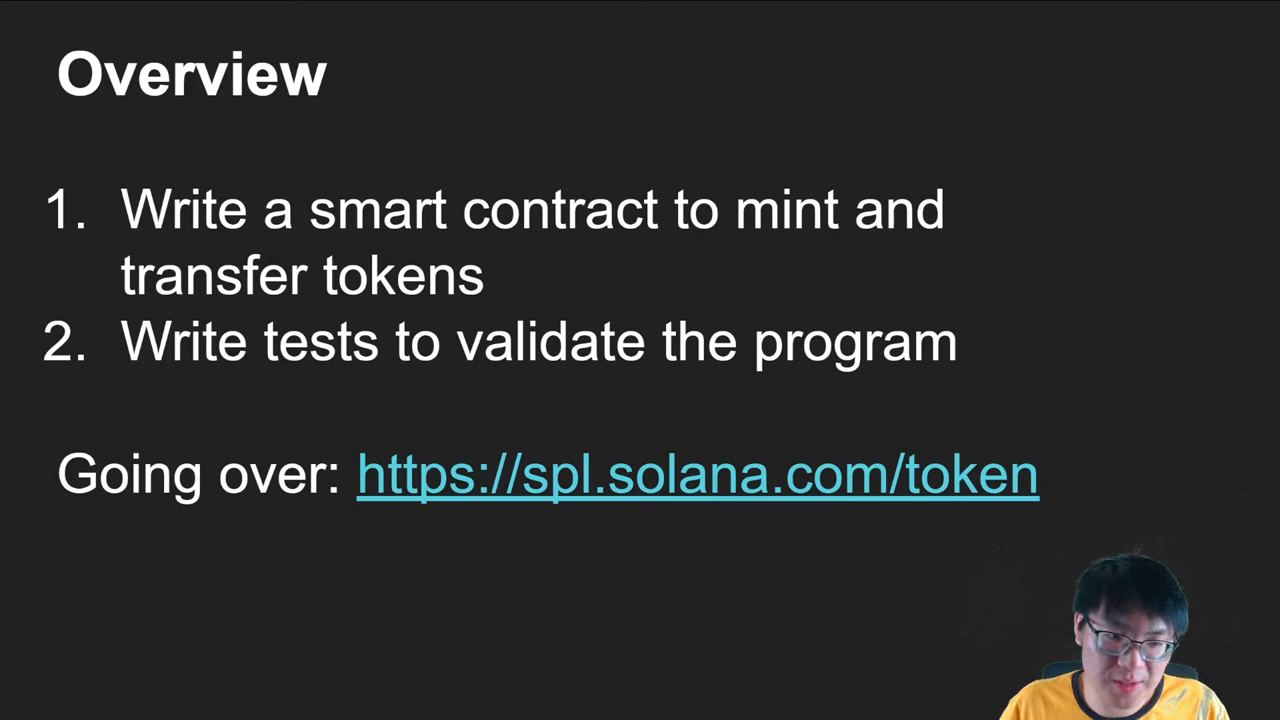 Overview
1. Write a smart contract to mint and
transfer tokens
2. Write tests to validate the program
Going over: https://spl.solana.com/token